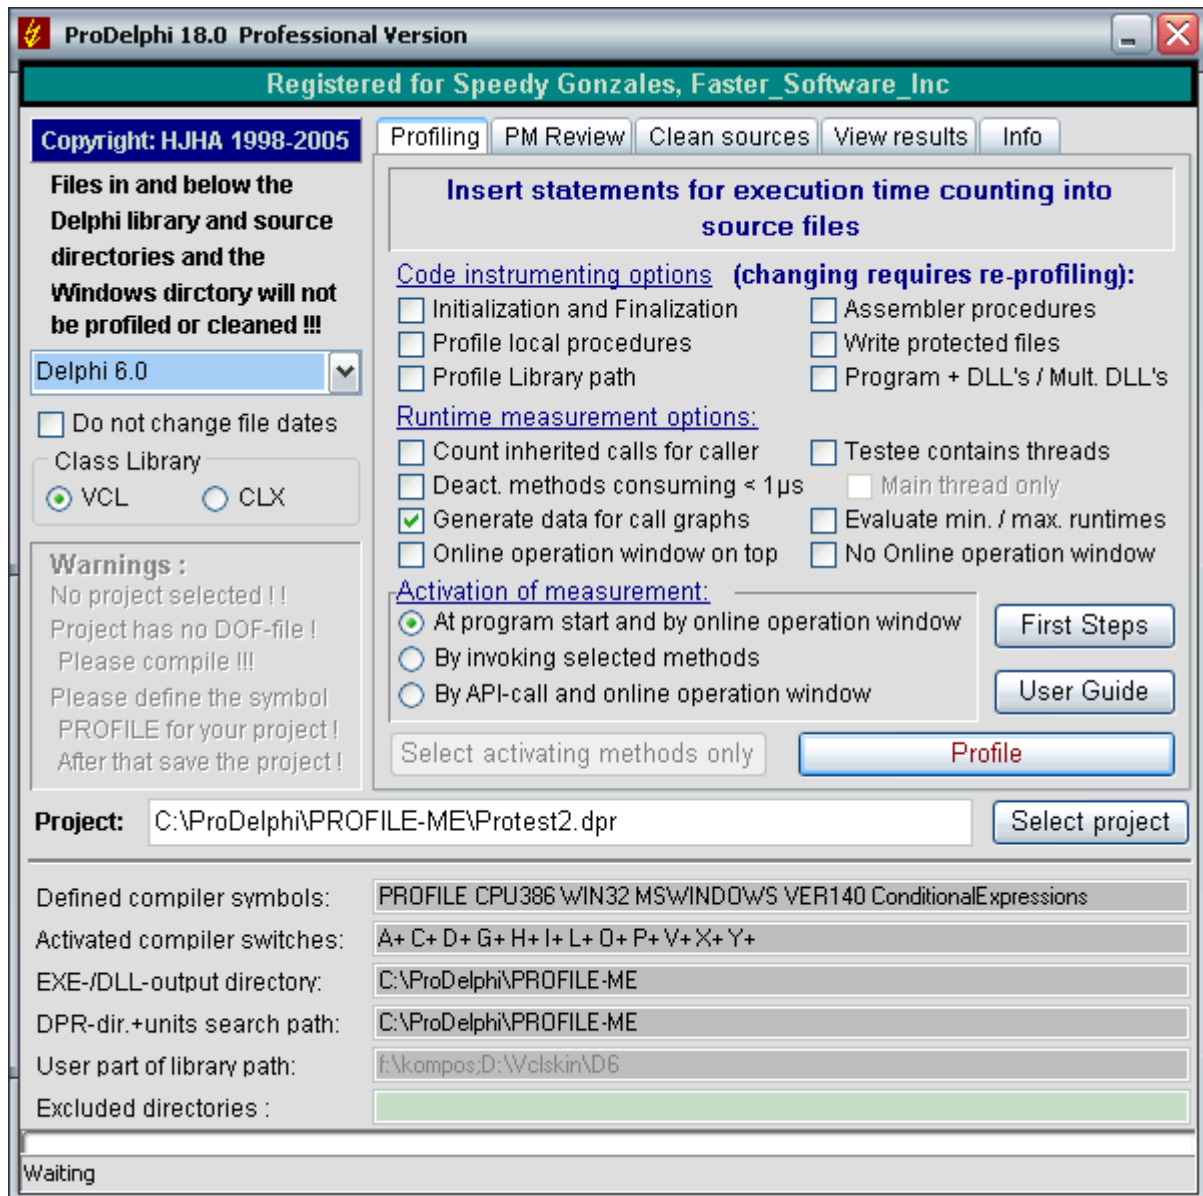 ProDelphi 18.0 Professional Version
Registered for Speedy Gonzales, Faster_Software_Inc
Copyright: HJHA 1998-2005
Files in and below the
Delphi library and source
directories and the
Windows dirctory will not
be profiled or cleaned !!!
Delphi 6.0
Do not change file dates
Class Library
VCL
CLX
Warnings :
No project selected ! !
Project has no DOF-file !
Please compile !!!
Please define the symbol
PROFILE for your project !
After that save the project !
Profiling
PM Review
Clean sources
View results
Info
Insert statements for execution time counting into
source files
Code instrumenting options (changing requires re-profiling):
Initialization and Finalization
Assembler procedures
Profile local procedures
Write protected files
Profile Library path
Program + DLL's / Mult. DLL's
Runtime measurement options:
Count inherited calls for caller
Testee contains threads
Deact. methods consuming < 1µs
Main thread only
Generate data for call graphs
Evaluate min. / max. runtimes
Online operation window on top
No Online operation window
Activation of measurement:
At program start and by online operation window
By invoking selected methods
By API-call and online operation window
First Steps
User Guide
Select activating methods only
Profile
Project: C:\ProDelphi\PROFILE-ME\Protest2.dpr
Select project
Defined compiler symbols: PROFILE CPU386 WIN32 MSWINDOWS VER140 ConditionalExpressions
Activated compiler switches: A+ C+ D+ G+ H+ I+ L+ O+ P+ V+ X+ Y+
EXE-/DLL-output directory: C:\ProDelphi\PROFILE-ME
DPR-dir.+units search path: C:\ProDelphi\PROFILE-ME
User part of library path: f:\kompos;D:\Vclskin\D6
Excluded directories :
Waiting